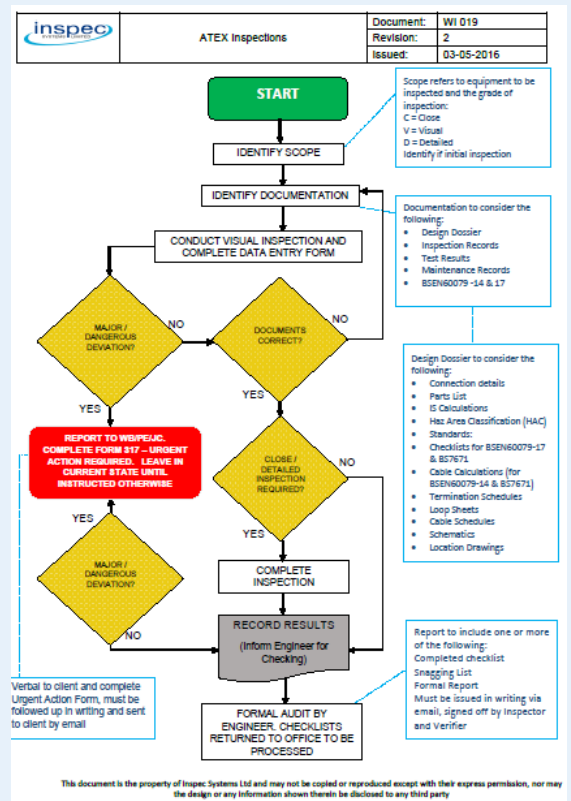 inspec
SYSTEMS LIMITED
ATEX Inspections
Document: WI 019
Revision: 2
Issued: 03-05-2016
START
Scope refers to equipment to be
inspected and the grade of
inspection:
C = Close
V = Visual
D = Detailed
Identify if initial inspection
IDENTIFY SCOPE
IDENTIFY DOCUMENTATION
Documentation to consider the
following:
• Design Dossier
• Inspection Records
• Test Results
• Maintenance Records
• BSEN60079 -14 & 17
CONDUCT VISUAL INSPECTION AND
COMPLETE DATA ENTRY FORM
MAJOR /
DANGEROUS
DEVIATION?
NO
DOCUMENTS
CORRECT?
NO
YES
YES
Design Dossier to consider the
following:
• Connection details
• Parts List
• IS Calculations
• Haz Area Classification (HAC)
• Standards:
• Checklists for BSEN60079-17
& BS7671
• Cable Calculations (for
BSEN60079-14 & BS7671)
• Termination Schedules
• Loop Sheets
• Cable Schedules
• Schematics
• Location Drawings
REPORT TO WB/PE/JC.
COMPLETE FORM 317 – URGENT
ACTION REQUIRED. LEAVE IN
CURRENT STATE UNTIL
INSTRUCTED OTHERWISE
CLOSE /
DETAILED
INSPECTION
REQUIRED?
NO
YES
YES
MAJOR /
DANGEROUS
DEVIATION?
NO
COMPLETE
INSPECTION
RECORD RESULTS
(Inform Engineer for
Checking)
Report to include one or more
of the following:
Completed checklist
Snagging List
Formal Report
Must be issued in writing via
email, signed off by Inspector
and Verifier
Verbal to client and complete
Urgent Action Form, must be
followed up in writing and sent
to client by email
FORMAL AUDIT BY
ENGINEER. CHECKLISTS
RETURNED TO OFFICE TO BE
PROCESSED
This document is the property of Inspec Systems Ltd and may not be copied or reproduced except with their express permission, nor may
the design or any information shown therein be disclosed to any third party